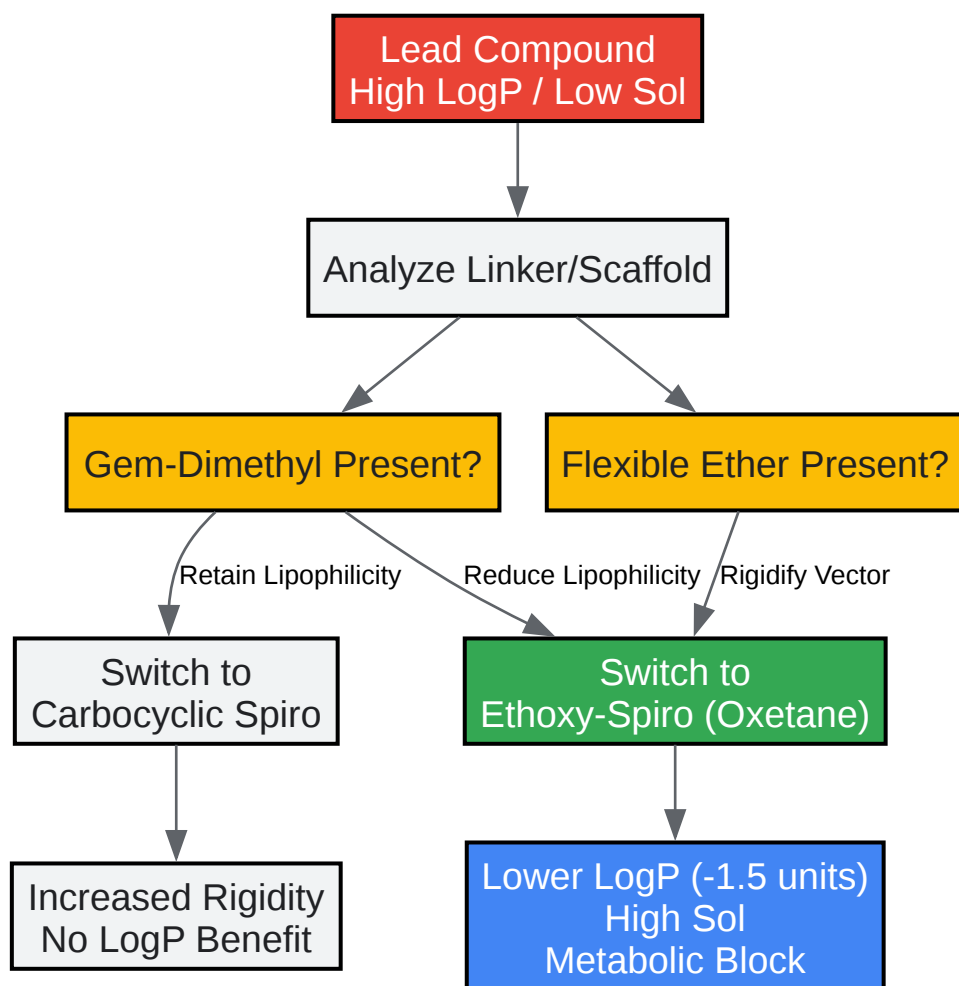 Lead Compound
High LogP / Low Sol
Analyze Linker/Scaffold
Gem-Dimethyl Present?
Flexible Ether Present?
Retain Lipophilicity
Reduce Lipophilicity
Rigidify Vector
Switch to
Carbocyclic Spiro
Switch to
Ethoxy-Spiro (Oxetane)
Increased Rigidity
No LogP Benefit
Lower LogP (-1.5 units)
High Sol
Metabolic Block